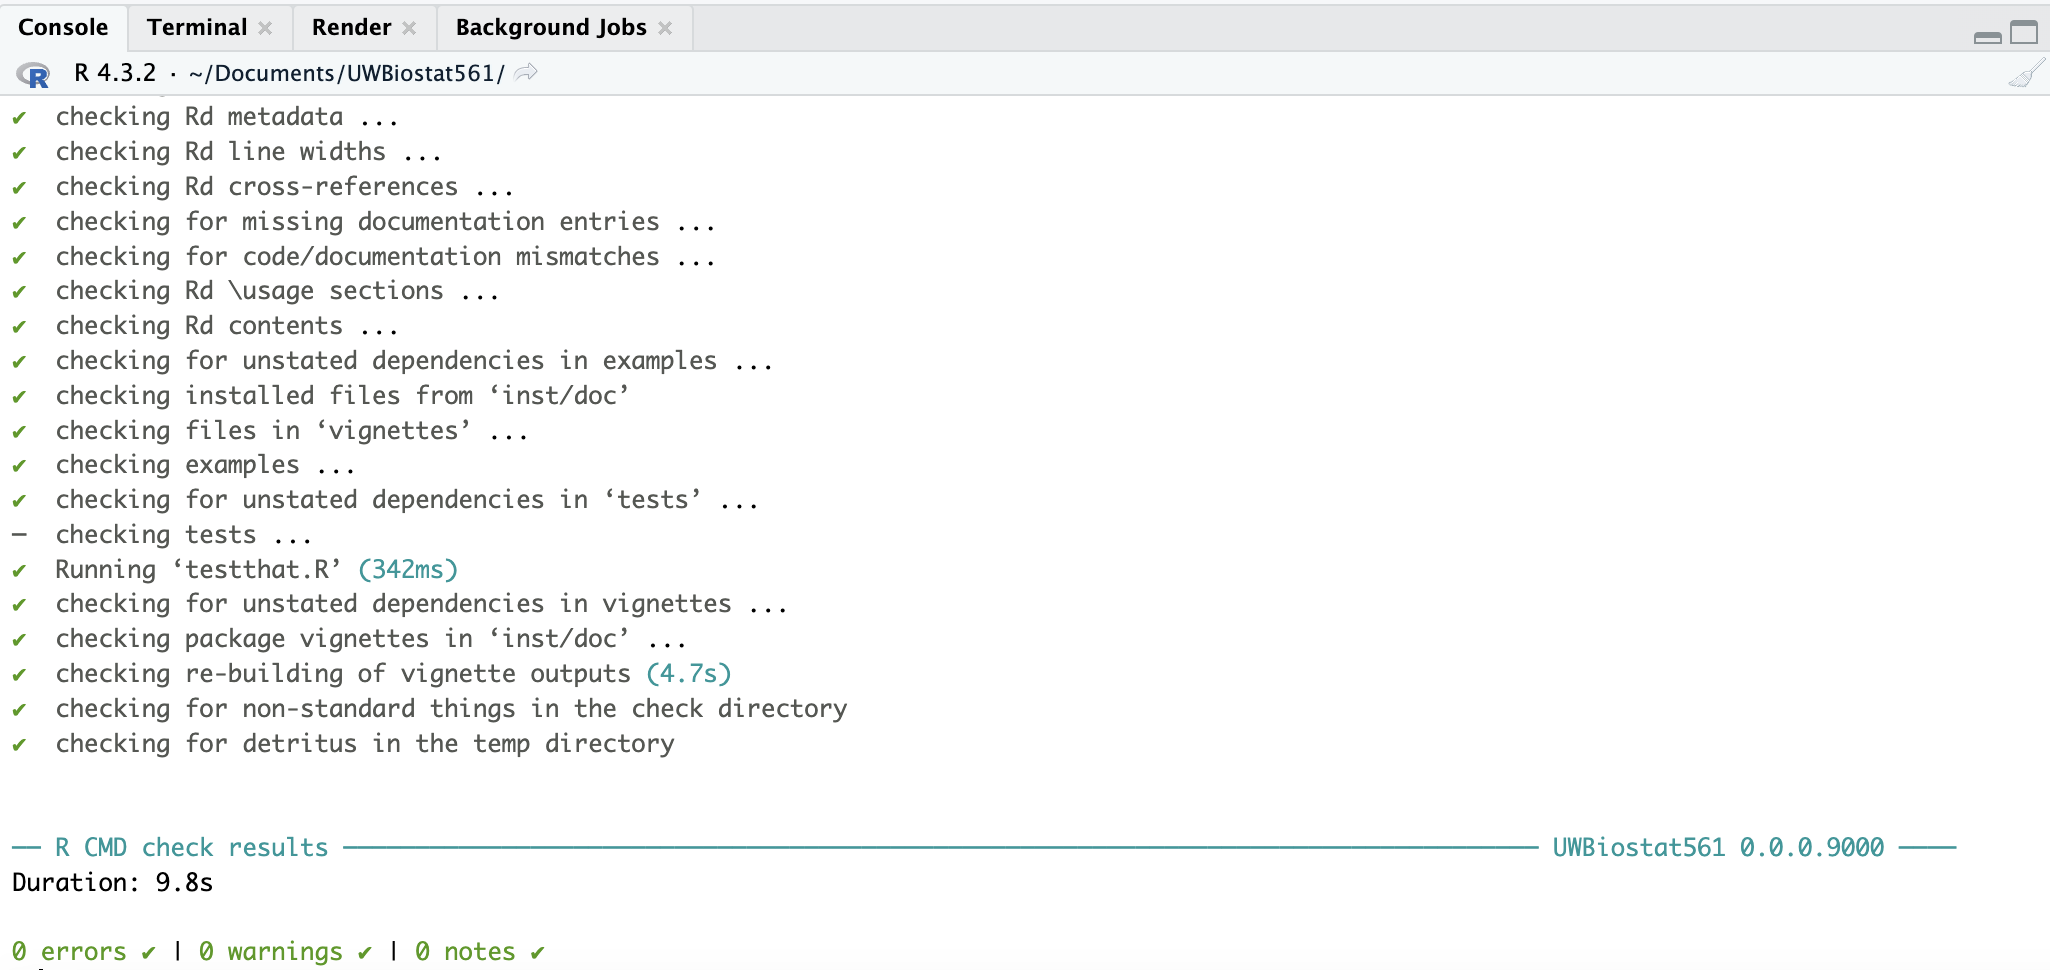 Console Terminal Render Background Jobs
R 4.3.2 · ~/Documents/UWBiostat561/
✔ checking Rd metadata ...
✔ checking Rd line widths ...
✔ checking Rd cross-references ...
✔ checking for missing documentation entries ...
✔ checking for code/documentation mismatches ...
✔ checking Rd \usage sections ...
✔ checking Rd contents ...
✔ checking for unstated dependencies in examples ...
✔ checking installed files from ‘inst/doc’
✔ checking files in ‘vignettes’ ...
✔ checking examples ...
✔ checking for unstated dependencies in ‘tests’ ...
─ checking tests ...
✔ Running ‘testthat.R’ (342ms)
✔ checking for unstated dependencies in vignettes ...
✔ checking package vignettes in ‘inst/doc’ ...
✔ checking re-building of vignette outputs (4.7s)
✔ checking for non-standard things in the check directory
✔ checking for detritus in the temp directory
── R CMD check results ──── UWBiostat561 0.0.0.9000 ────
Duration: 9.8s
0 errors ✔ | 0 warnings ✔ | 0 notes ✔